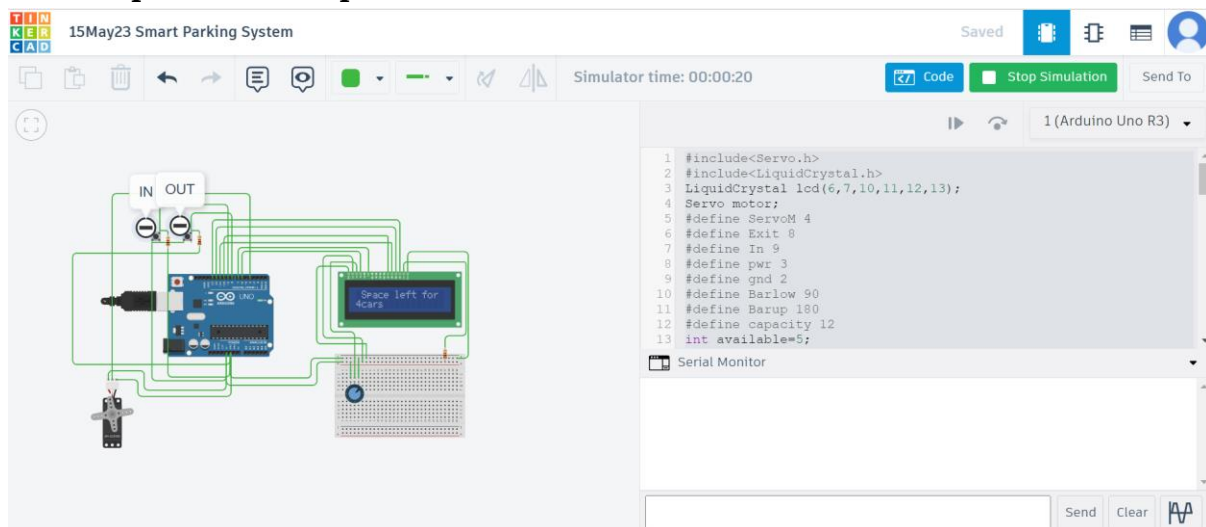 TINKERCAD
15May23 Smart Parking System
Saved
Simulator time: 00:00:20
Code
Stop Simulation
Send To
1 (Arduino Uno R3)
IN
OUT
UNO
Space left for
4cars
1 #include<Servo.h>
2 #include<LiquidCrystal.h>
3 LiquidCrystal lcd(6,7,10,11,12,13);
4 Servo motor;
5 #define ServoM 4
6 #define Exit 8
7 #define In 9
8 #define pwr 3
9 #define gnd 2
10 #define Barlow 90
11 #define Barup 180
12 #define capacity 12
13 int available=5;
Serial Monitor
Send
Clear